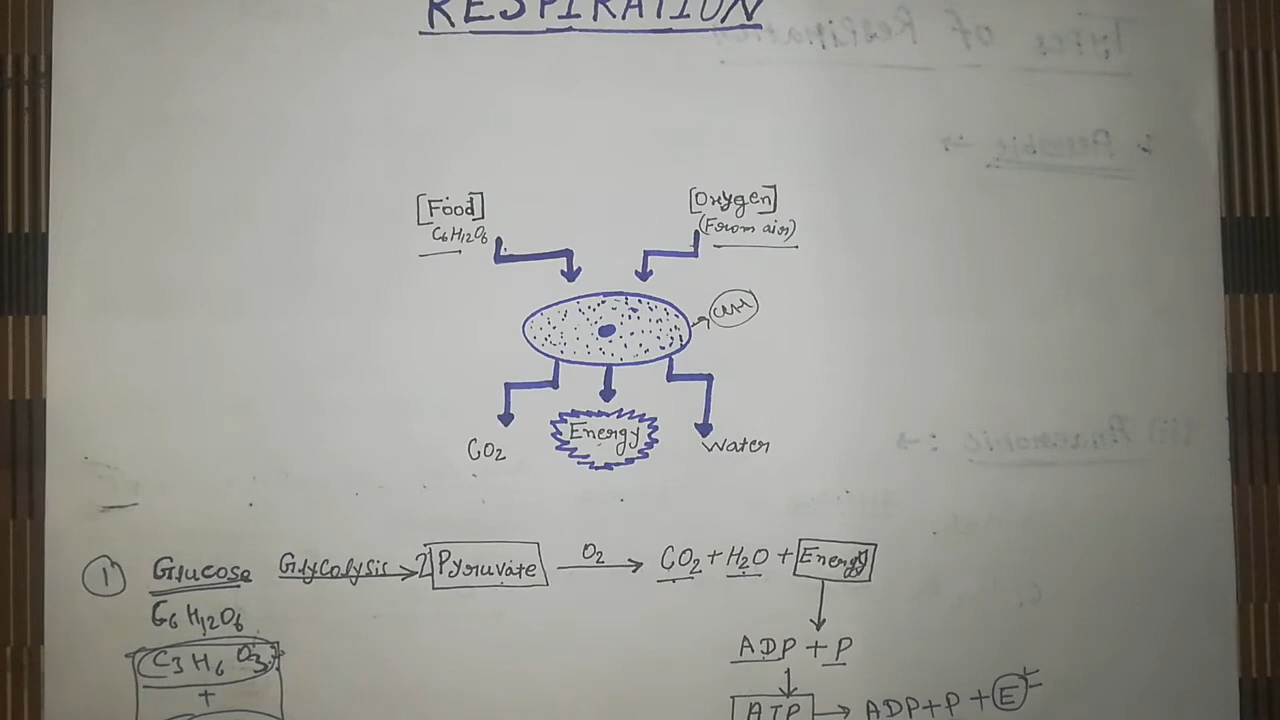 RESPIRATION
[Food]
C6H12O6
[Oxygen]
(From air)
CO2
Energy
Water
① Glucose Glycolysis → 2 Pyruvate O2 → CO2 + H2O + Energy
C6H12O6
C3H6O3
+
ADP + P
ATP → ADP+P + E